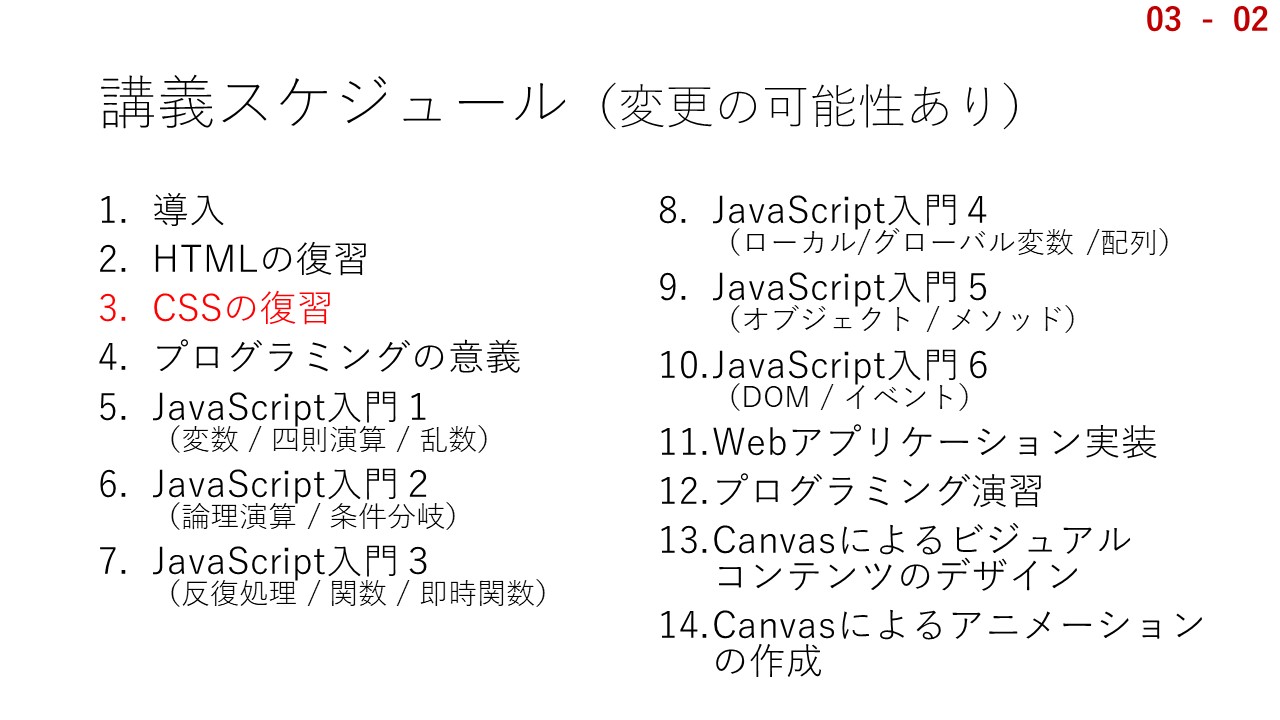 03 - 02
講義スケジュール（変更の可能性あり）
1. 導入
2. HTMLの復習
3. CSSの復習
4. プログラミングの意義
5. JavaScript入門１
（変数 / 四則演算 / 乱数）
6. JavaScript入門２
（論理演算 / 条件分岐）
7. JavaScript入門３
（反復処理 / 関数 / 即時関数）
8. JavaScript入門４
（ローカル/グローバル変数 /配列）
9. JavaScript入門５
（オブジェクト / メソッド）
10.JavaScript入門６
（DOM / イベント）
11.Webアプリケーション実装
12.プログラミング演習
13.Canvasによるビジュアル
コンテンツのデザイン
14.Canvasによるアニメーション
の作成